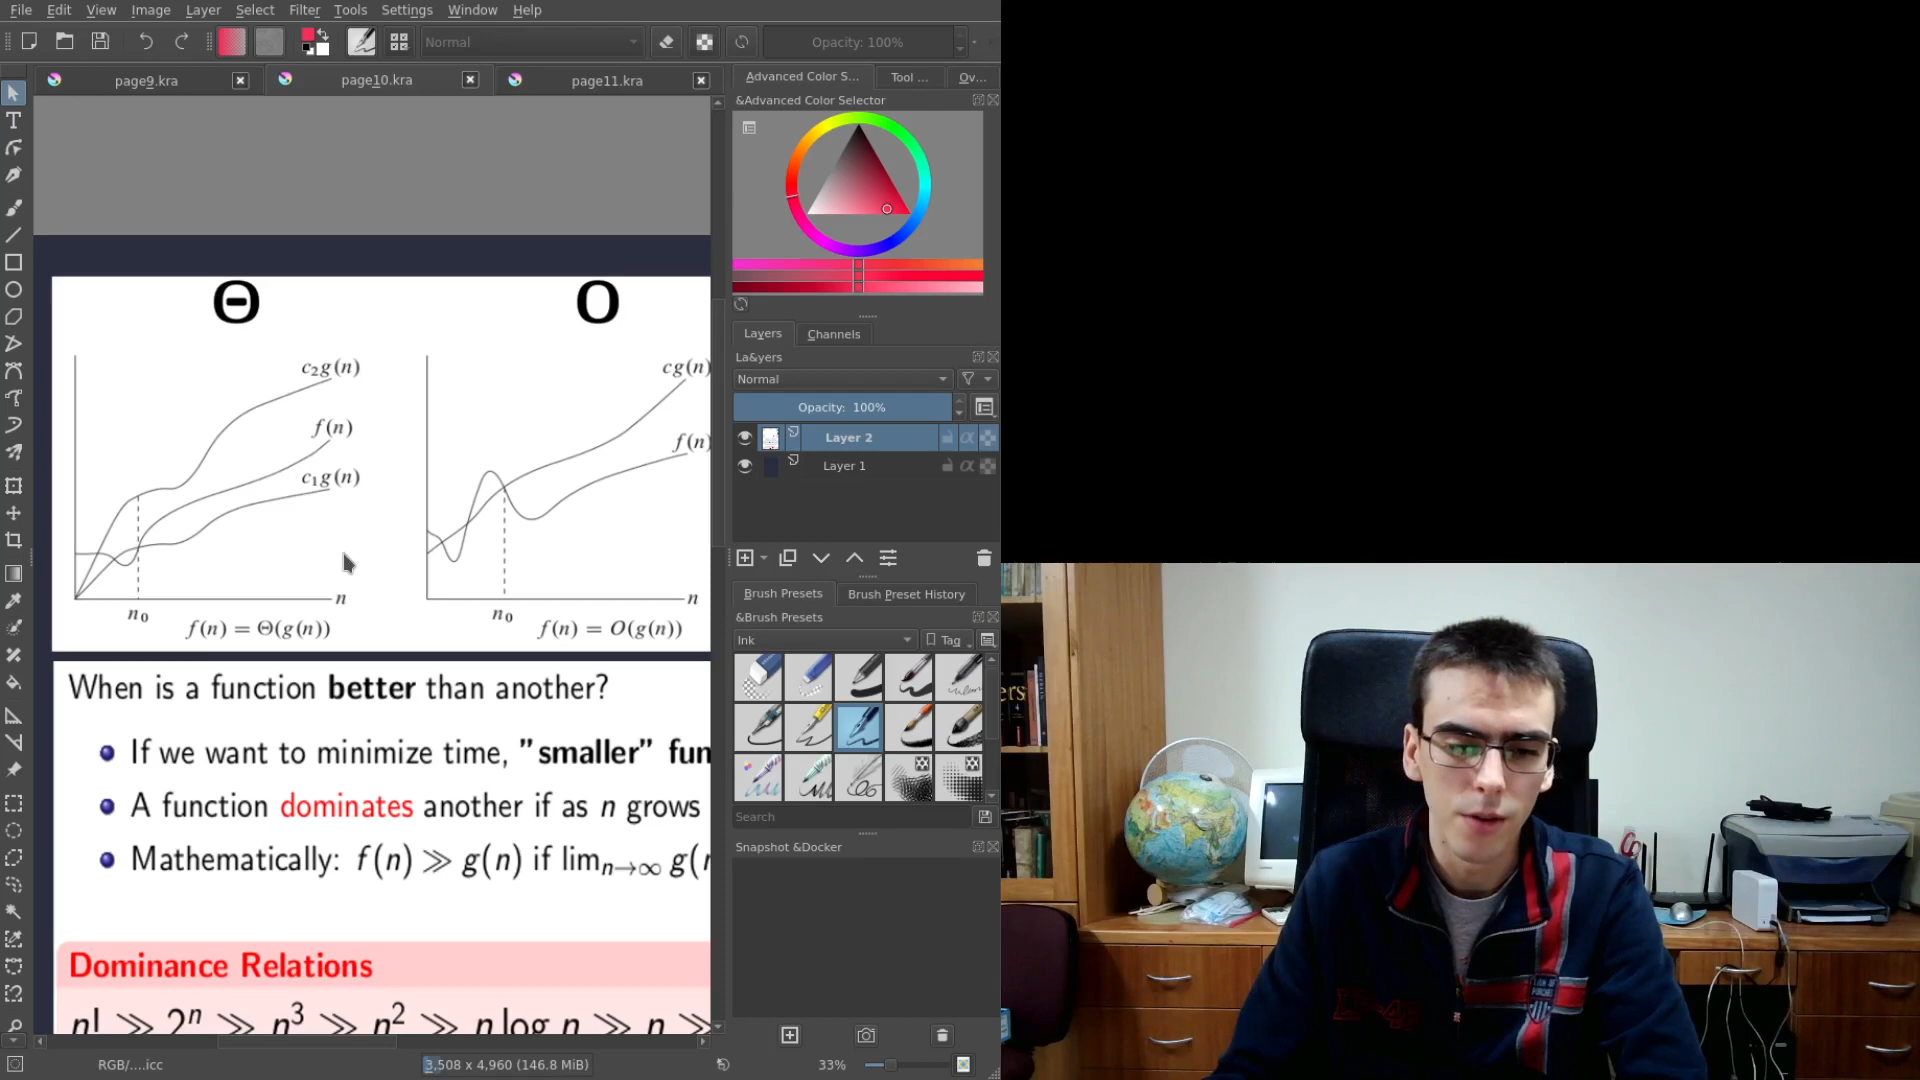 File Edit View Image Layer Select Filter Tools Settings Window Help
Normal
Opacity: 100%
page9.kra
page10.kra
page11.kra
Advanced Color S...
Tool ...
Ov...
&Advanced Color Selector
Layers
Channels
La&yers
Normal
Opacity: 100%
Layer 2
Layer 1
Brush Presets
Brush Preset History
&Brush Presets
Ink
Tag
Search
Snapshot &Docker
Θ
O
c₂g(n)
f(n)
c₁g(n)
n
n₀
f(n) = Θ(g(n))
cg(n)
f(n)
n
n₀
f(n) = O(g(n))
When is a function better than another?
If we want to minimize time, "smaller" fun
A function dominates another if as n grows
Mathematically: f(n) ≫ g(n) if limₙ→∞ g(
Dominance Relations
n! ≫ 2ⁿ ≫ n³ ≫ n² ≫ n log n ≫ n ≫
RGB/....icc
3,508 x 4,960 (146.8 MiB)
33%